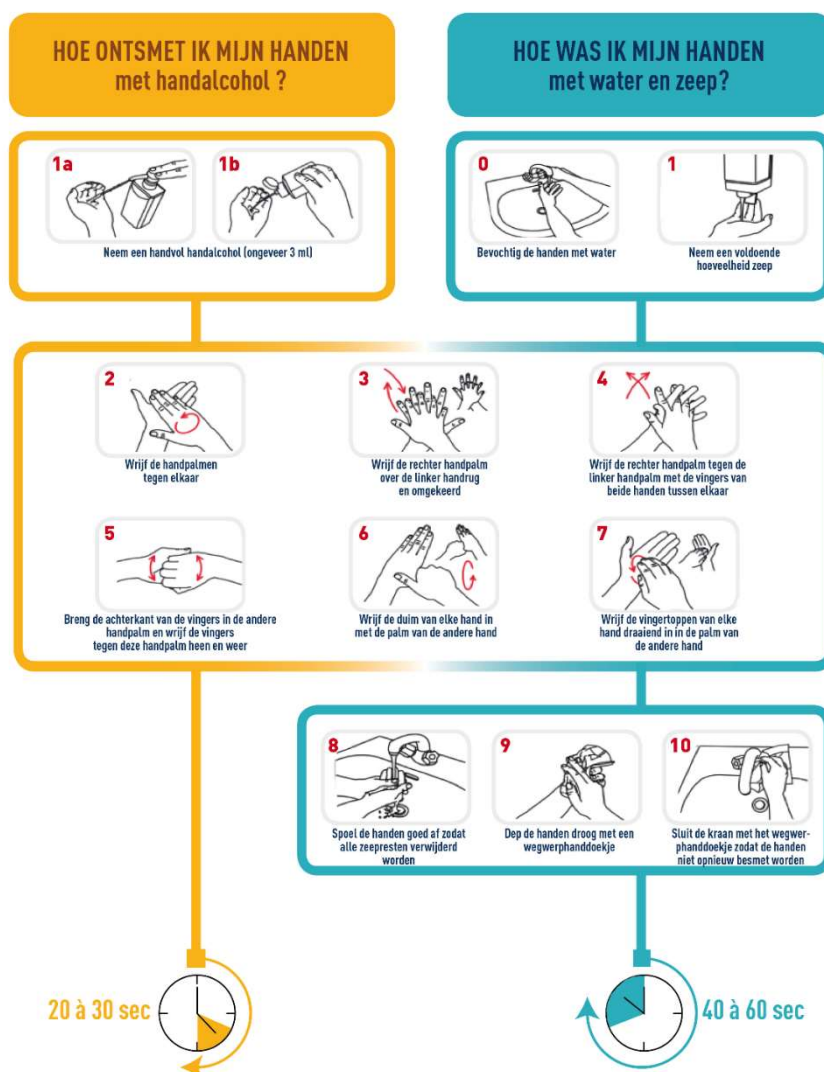 HOE ONTSMET IK MIJN HANDEN
met handalcohol ?
HOE WAS IK MIJN HANDEN
met water en zeep?
1a
1b
Neem een handvol handalcohol (ongeveer 3 ml)
0
Bevochtig de handen met water
1
Neem een voldoende
hoeveelheid zeep
2
Wrijf de handpalmen
tegen elkaar
3
Wrijf de rechter handpalm
over de linker handrug
en omgekeerd
4
Wrijf de rechter handpalm tegen de
linker handpalm met de vingers van
beide handen tussen elkaar
5
Breng de achterkant van de vingers in de andere
handpalm en wrijf de vingers
tegen deze handpalm heen en weer
6
Wrijf de duim van elke hand in
met de palm van de andere hand
7
Wrijf de vingertoppen van elke
hand draaiend in in de palm van
de andere hand
8
Spoel de handen goed af zodat
alle zeepresten verwijderd
worden
9
Dep de handen droog met een
wegwerphanddoekje
10
Sluit de kraan met het wegwer-
phanddoekje zodat de handen
niet opnieuw besmet worden
20 à 30 sec
40 à 60 sec